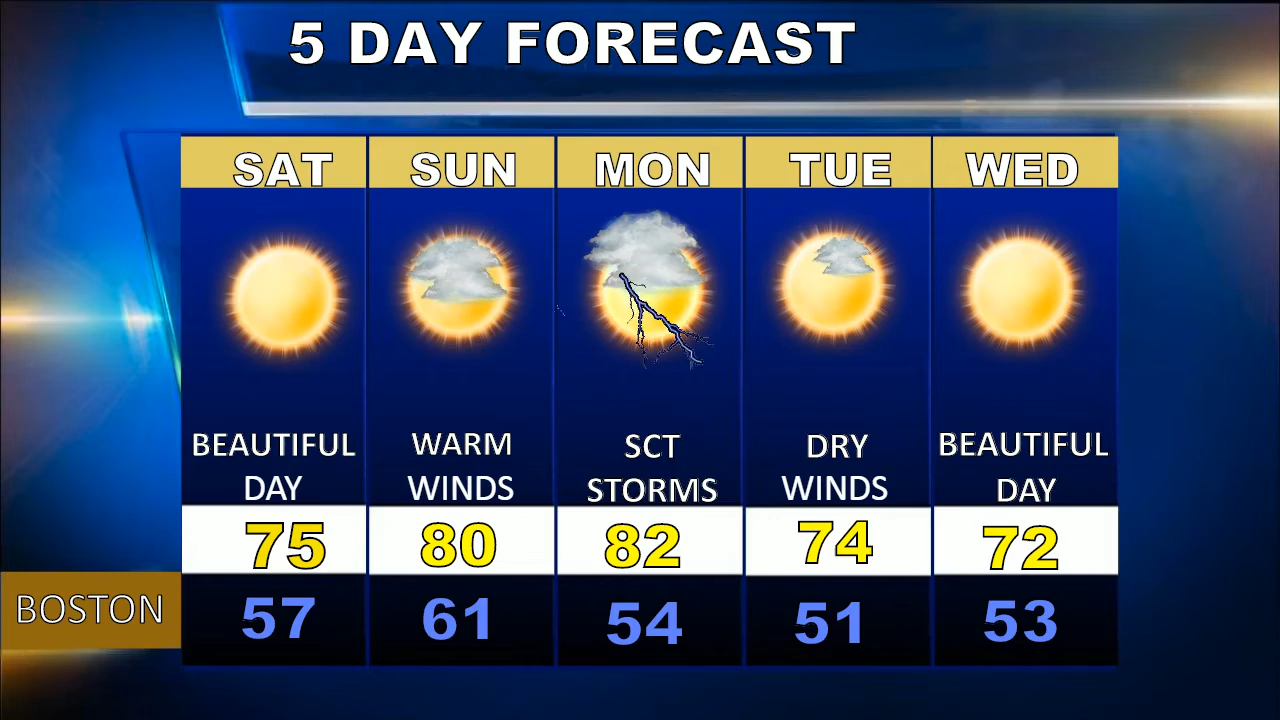 5 DAY FORECAST
SAT SUN MON TUE WED
BEAUTIFUL WARM SCT DRY BEAUTIFUL
DAY WINDS STORMS WINDS DAY
75 80 82 74 72
BOSTON 57 61 54 51 53